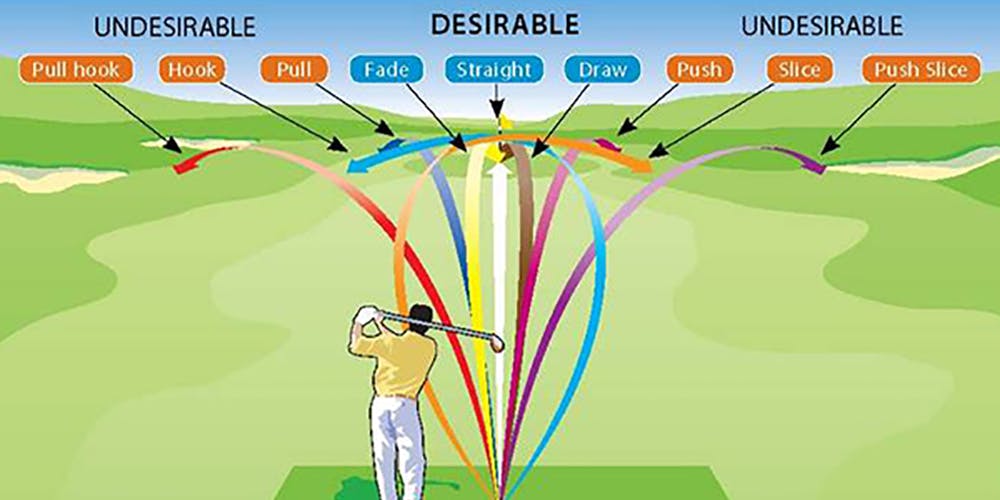 UNDESIRABLE DESIRABLE UNDESIRABLE
Pull hook Hook Pull Fade Straight Draw Push Slice Push Slice